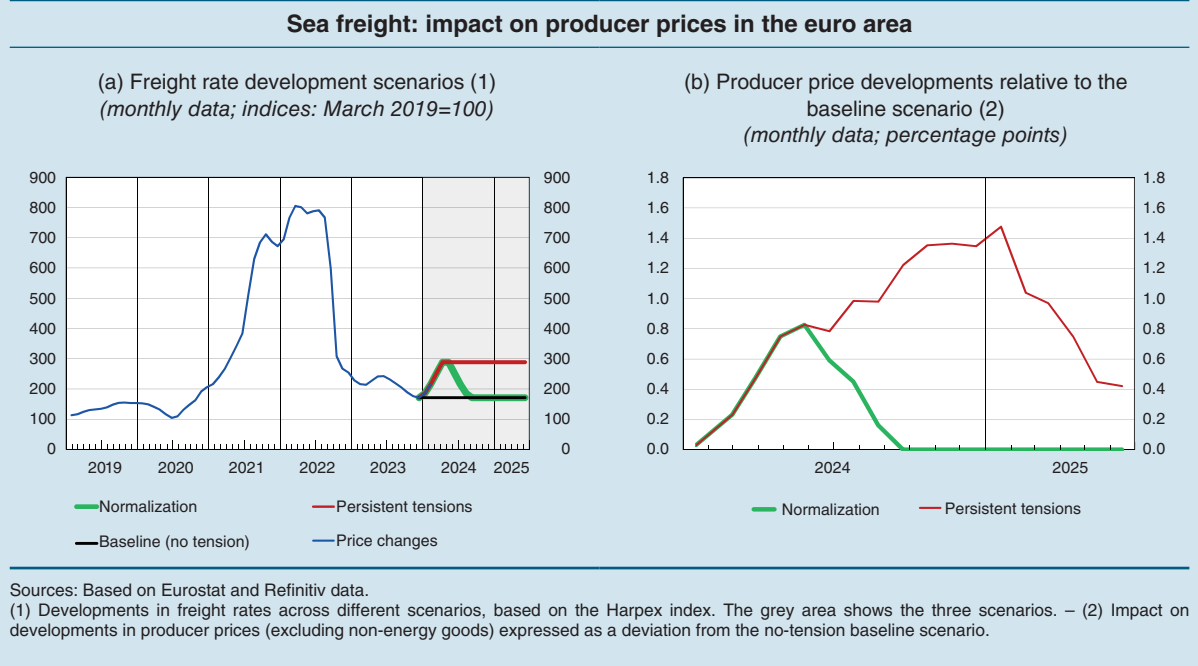 Sea freight: impact on producer prices in the euro area
(a) Freight rate development scenarios (1)
(monthly data; indices: March 2019=100)
900
800
700
600
500
400
300
200
100
0
900
800
700
600
500
400
300
200
100
0
2019 2020 2021 2022 2023 2024 2025
Normalization
Persistent tensions
Baseline (no tension)
Price changes
(b) Producer price developments relative to the
baseline scenario (2)
(monthly data; percentage points)
1.8
1.6
1.4
1.2
1.0
0.8
0.6
0.4
0.2
0.0
1.8
1.6
1.4
1.2
1.0
0.8
0.6
0.4
0.2
0.0
2024 2025
Normalization
Persistent tensions
Sources: Based on Eurostat and Refinitiv data.
(1) Developments in freight rates across different scenarios, based on the Harpex index. The grey area shows the three scenarios. – (2) Impact on
developments in producer prices (excluding non-energy goods) expressed as a deviation from the no-tension baseline scenario.